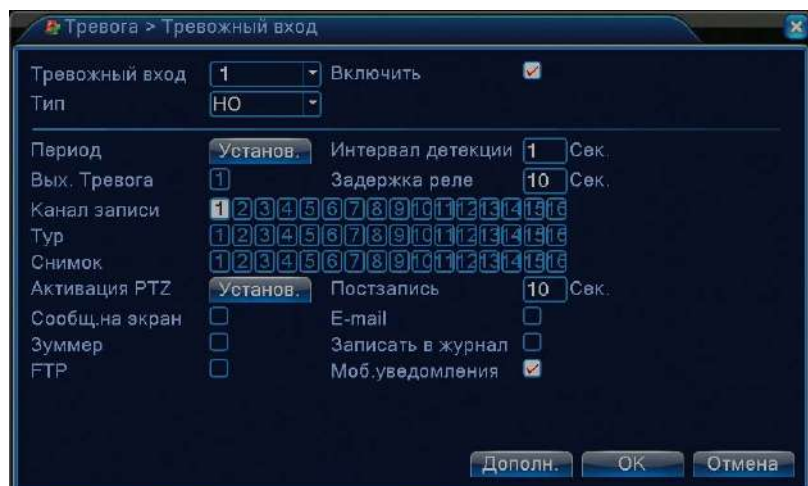 Тревога > Тревожный вход
Тревожный вход 1 Включить
Тип НО
Период Установ. Интервал детекции 1 Сек.
Вых. Тревога 1 Задержка реле 10 Сек.
Канал записи 1 2 3 4 5 6 7 8 9 10 11 12 13 14 15 16
Тур 1 2 3 4 5 6 7 8 9 10 11 12 13 14 15 16
Снимок 1 2 3 4 5 6 7 8 9 10 11 12 13 14 15 16
Активация PTZ Установ. Постзапись 10 Сек.
Сообщ.на экран E-mail
Зуммер Записать в журнал
FTP Моб.уведомления
Дополн. OK Отмена